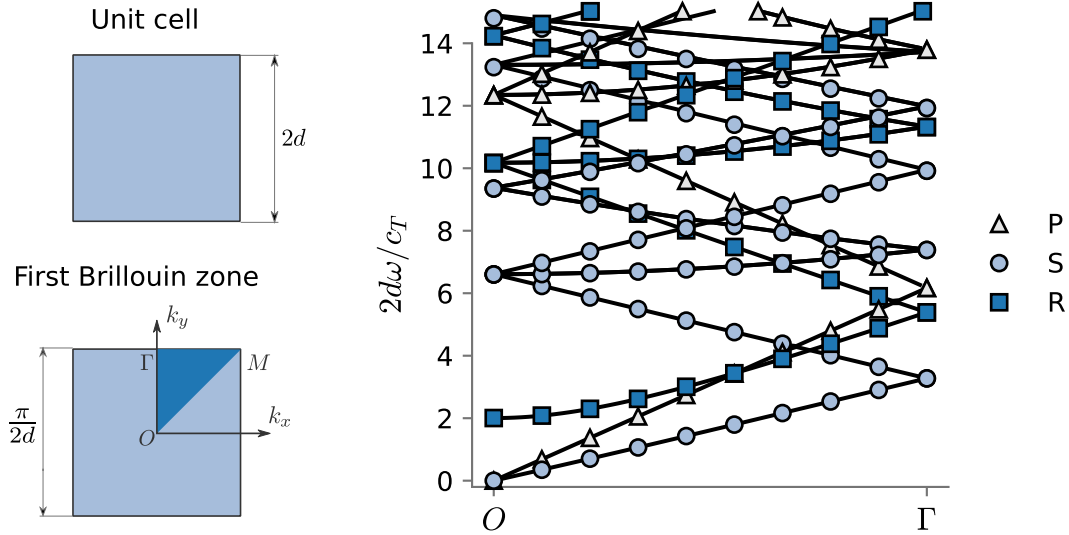 Unit cell
2d
First Brillouin zone
k_y
Γ
M
π
2d
O
k_x
2dω/c_T
14
12
10
8
6
4
2
0
O
Γ
P
S
R